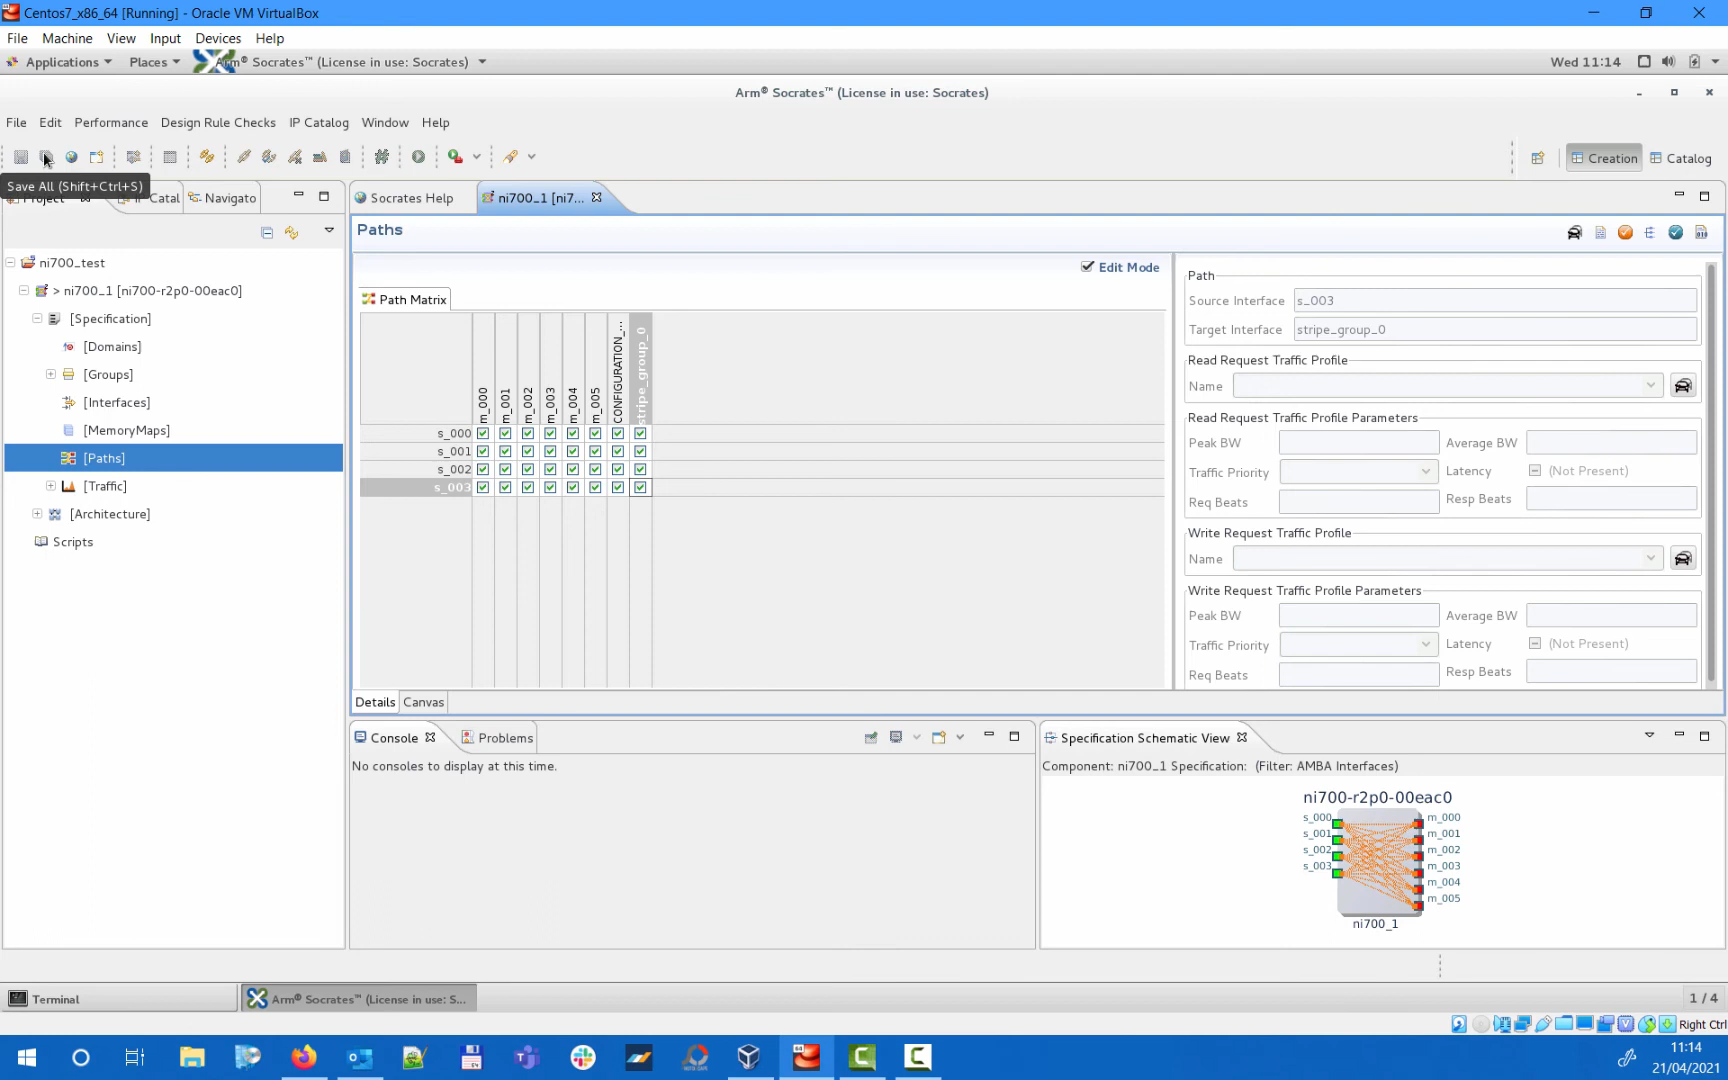 Centos7_x86_64 [Running] - Oracle VM VirtualBox
File Machine View Input Devices Help
Applications Places Arm® Socrates™ (License in use: Socrates) Wed 11:14
Arm® Socrates™ (License in use: Socrates)
File Edit Performance Design Rule Checks IP Catalog Window Help
Creation Catalog
Save All (Shift+Ctrl+S)
Catal Navigato
Socrates Help ni700_1 [ni7...
Paths
ni700_test
> ni700_1 [ni700-r2p0-00eac0]
[Specification]
[Domains]
[Groups]
[Interfaces]
[MemoryMaps]
[Paths]
[Traffic]
[Architecture]
Scripts
Edit Mode
Path Matrix
m_000
m_001
m_002
m_003
m_004
m_005
CONFIGURATION_...
stripe_group_0
s_000
s_001
s_002
s_003
Path
Source Interface s_003
Target Interface stripe_group_0
Read Request Traffic Profile
Name
Read Request Traffic Profile Parameters
Peak BW Average BW
Traffic Priority Latency (Not Present)
Req Beats Resp Beats
Write Request Traffic Profile
Name
Write Request Traffic Profile Parameters
Peak BW Average BW
Traffic Priority Latency (Not Present)
Req Beats Resp Beats
Details Canvas
Console Problems
No consoles to display at this time.
Specification Schematic View
Component: ni700_1 Specification: (Filter: AMBA Interfaces)
ni700-r2p0-00eac0
s_000 m_000
s_001 m_001
s_002 m_002
s_003 m_003
m_004
m_005
ni700_1
Terminal
Arm® Socrates™ (License in use: S...
1 / 4
Right Ctrl
11:14
21/04/2021